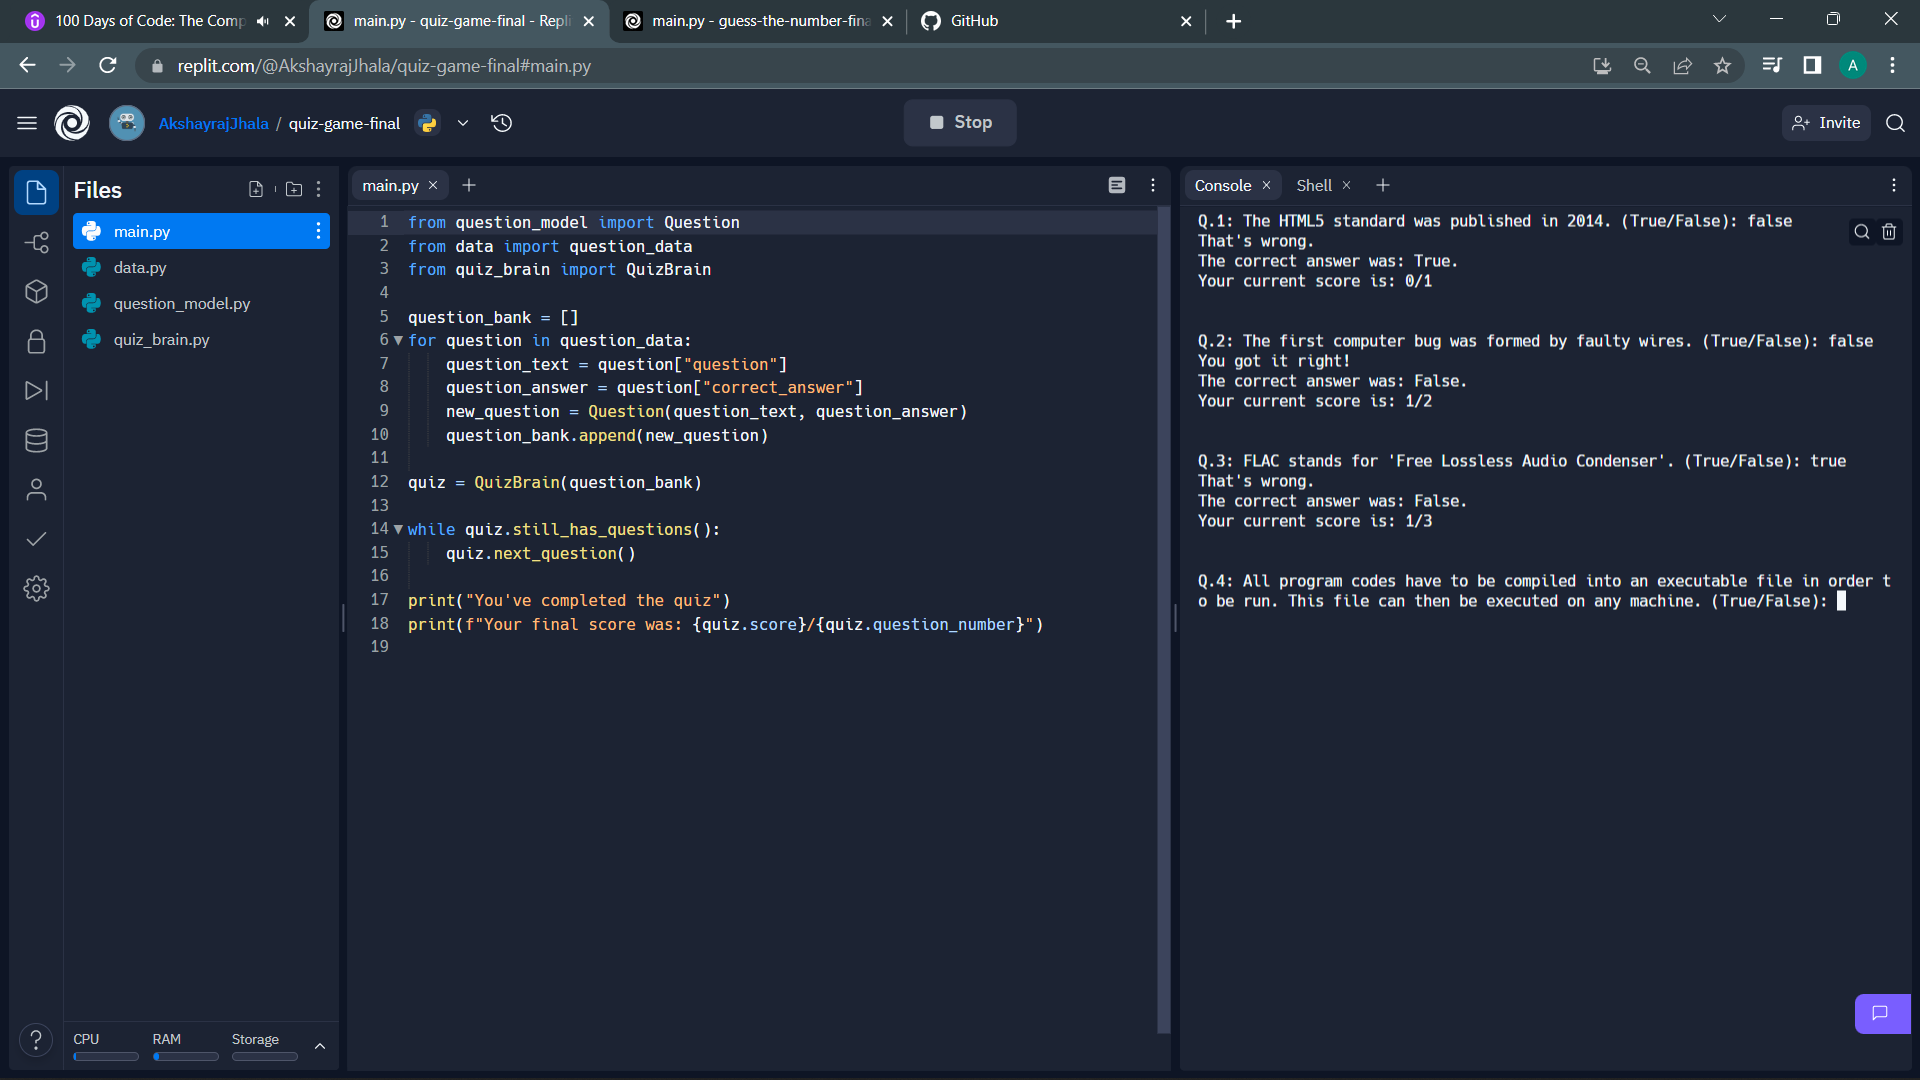 100 Days of Code: The Comp
main.py - quiz-game-final - Repli
main.py - guess-the-number-fina
GitHub
replit.com/@AkshayrajJhala/quiz-game-final#main.py
A
AkshayrajJhala / quiz-game-final
Stop
Invite
Files
main.py
data.py
question_model.py
quiz_brain.py
CPU
RAM
Storage
main.py
1 from question_model import Question
2 from data import question_data
3 from quiz_brain import QuizBrain
4
5 question_bank = []
6 for question in question_data:
7 question_text = question["question"]
8 question_answer = question["correct_answer"]
9 new_question = Question(question_text, question_answer)
10 question_bank.append(new_question)
11
12 quiz = QuizBrain(question_bank)
13
14 while quiz.still_has_questions():
15 quiz.next_question()
16
17 print("You've completed the quiz")
18 print(f"Your final score was: {quiz.score}/{quiz.question_number}")
19
Console
Shell
Q.1: The HTML5 standard was published in 2014. (True/False): false
That's wrong.
The correct answer was: True.
Your current score is: 0/1
Q.2: The first computer bug was formed by faulty wires. (True/False): false
You got it right!
The correct answer was: False.
Your current score is: 1/2
Q.3: FLAC stands for 'Free Lossless Audio Condenser'. (True/False): true
That's wrong.
The correct answer was: False.
Your current score is: 1/3
Q.4: All program codes have to be compiled into an executable file in order t
o be run. This file can then be executed on any machine. (True/False):